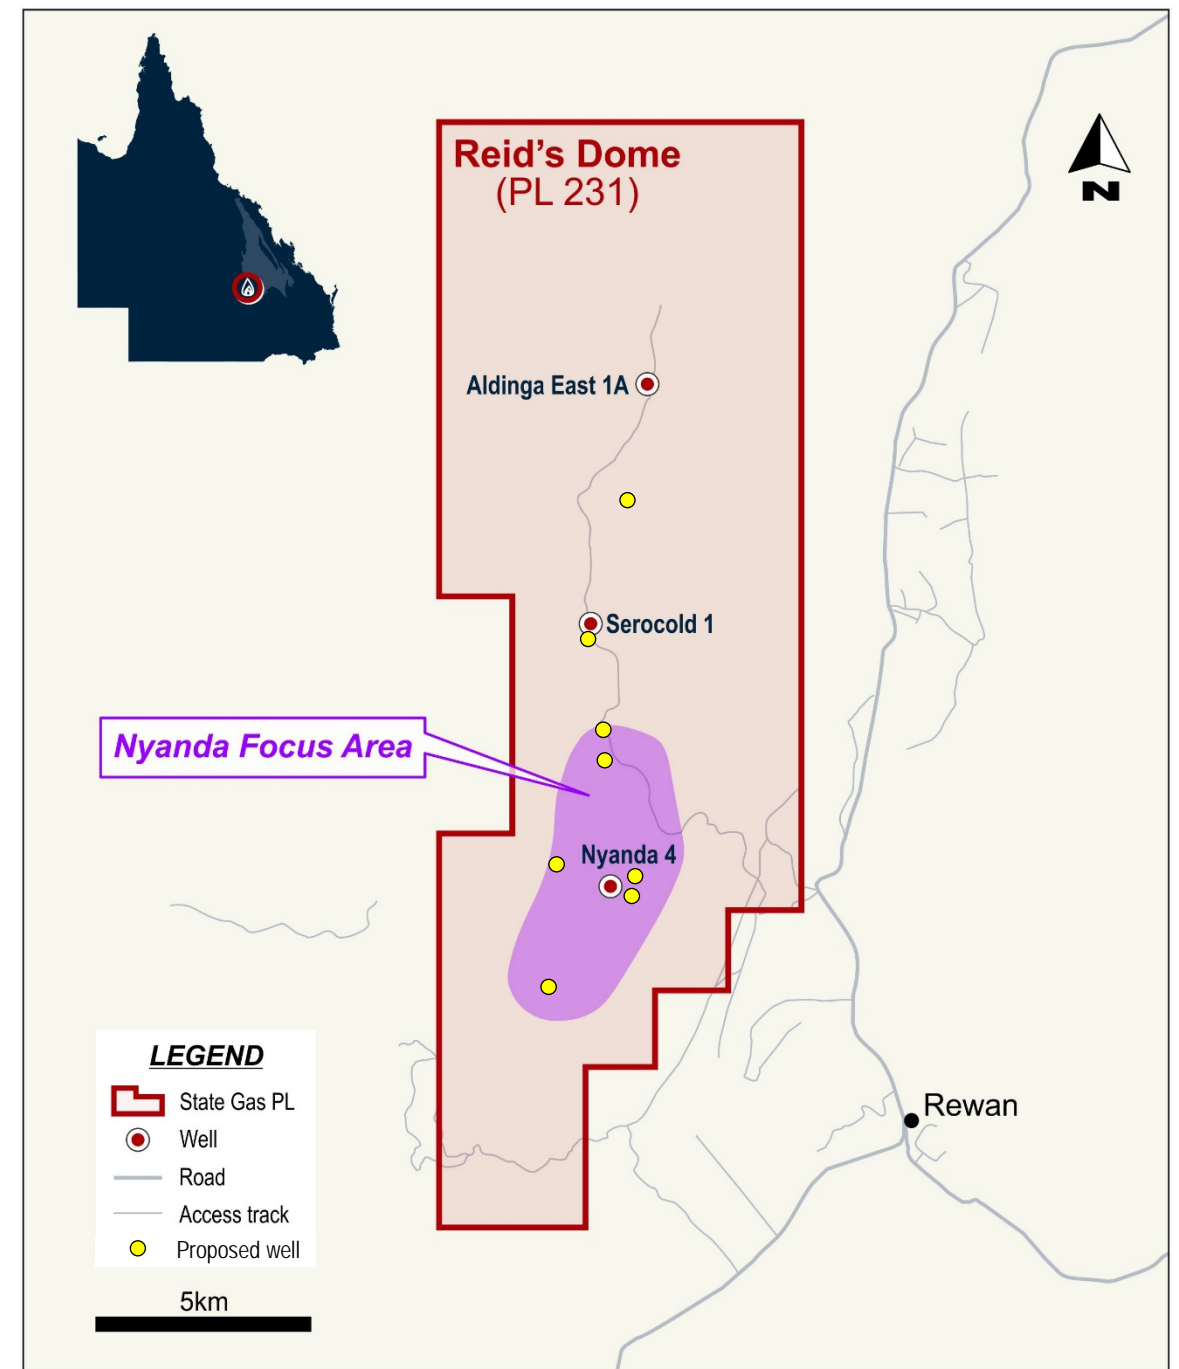 Reid's Dome
(PL 231)
N
Aldinga East 1A
Serocold 1
Nyanda Focus Area
Nyanda 4
Rewan
LEGEND
State Gas PL
Well
Road
Access track
Proposed well
5km